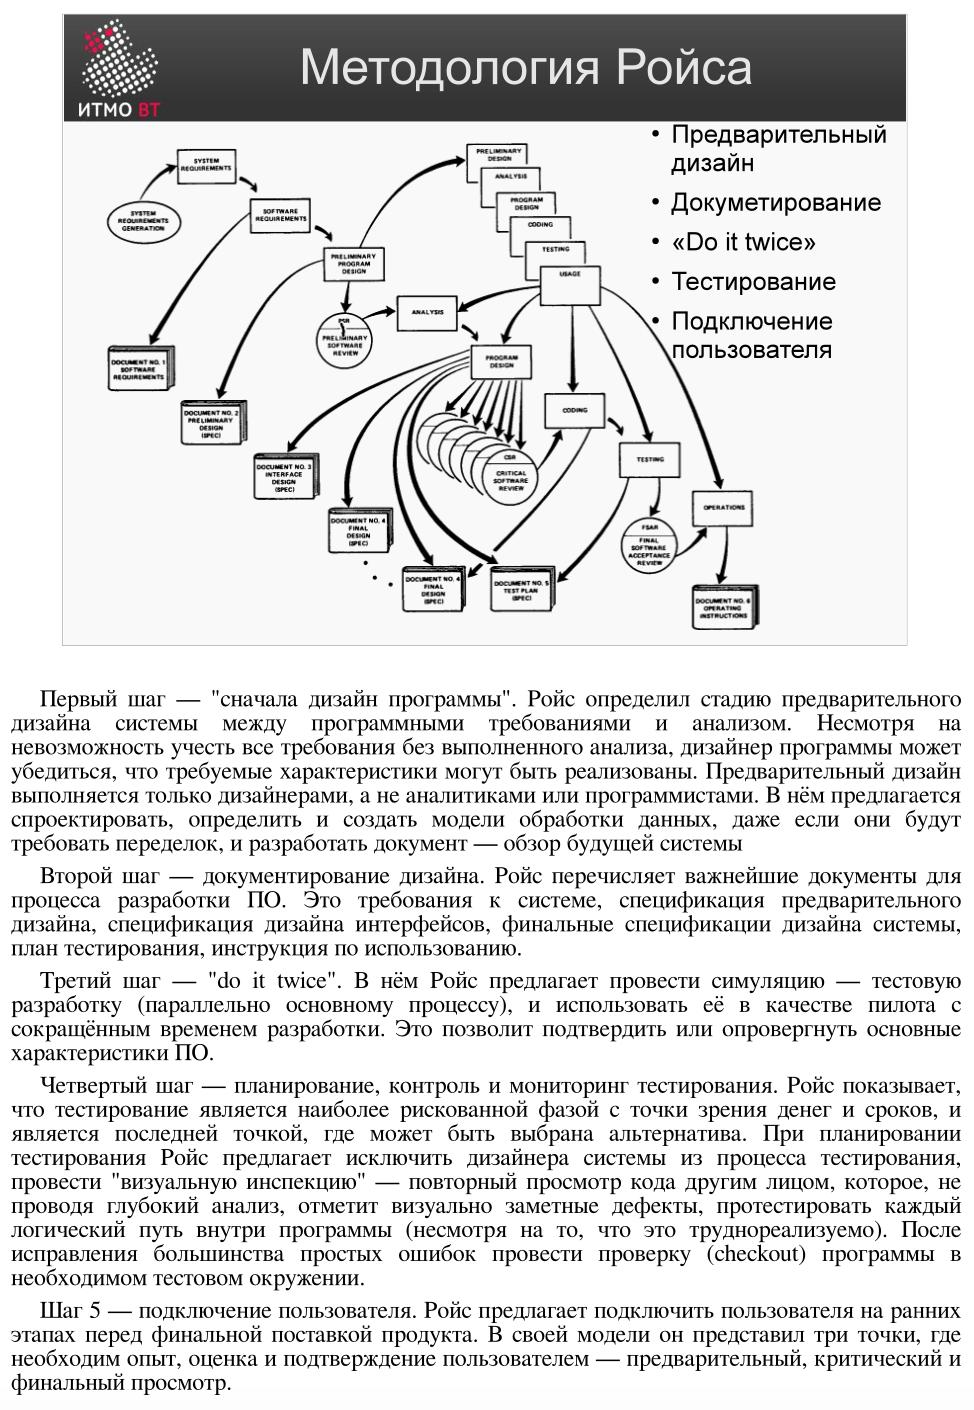 ИТМО ВТ
Методология Ройса
• Предварительный
дизайн
• Докуметирование
• «Do it twice»
• Тестирование
• Подключение
пользователя
SYSTEM
REQUIREMENTS
GENERATION
SYSTEM
REQUIREMENTS
SOFTWARE
REQUIREMENTS
PRELIMINARY
PROGRAM
DESIGN
PSR
PRELIMINARY
SOFTWARE
REVIEW
PRELIMINARY
DESIGN
ANALYSIS
PROGRAM
DESIGN
CODING
TESTING
USAGE
ANALYSIS
PROGRAM
DESIGN
CODING
TESTING
OPERATIONS
CSR
CRITICAL
SOFTWARE
REVIEW
FSAR
FINAL
SOFTWARE
ACCEPTANCE
REVIEW
DOCUMENT NO. 1
SOFTWARE
REQUIREMENTS
DOCUMENT NO. 2
PRELIMINARY
DESIGN
(SPEC)
DOCUMENT NO. 3
INTERFACE
DESIGN
(SPEC)
DOCUMENT NO. 4
FINAL
DESIGN
(SPEC)
DOCUMENT NO. 4
FINAL
DESIGN
(SPEC)
DOCUMENT NO. 5
TEST PLAN
(SPEC)
DOCUMENT NO. 6
OPERATING
INSTRUCTIONS
Первый шаг — "сначала дизайн программы". Ройс определил стадию предварительного
дизайна системы между программными требованиями и анализом. Несмотря на
невозможность учесть все требования без выполненного анализа, дизайнер программы может
убедиться, что требуемые характеристики могут быть реализованы. Предварительный дизайн
выполняется только дизайнерами, а не аналитиками или программистами. В нём предлагается
спроектировать, определить и создать модели обработки данных, даже если они будут
требовать переделок, и разработать документ — обзор будущей системы
Второй шаг — документирование дизайна. Ройс перечисляет важнейшие документы для
процесса разработки ПО. Это требования к системе, спецификация предварительного
дизайна, спецификация дизайна интерфейсов, финальные спецификации дизайна системы,
план тестирования, инструкция по использованию.
Третий шаг — "do it twice". В нём Ройс предлагает провести симуляцию — тестовую
разработку (параллельно основному процессу), и использовать её в качестве пилота с
сокращённым временем разработки. Это позволит подтвердить или опровергнуть основные
характеристики ПО.
Четвертый шаг — планирование, контроль и мониторинг тестирования. Ройс показывает,
что тестирование является наиболее рискованной фазой с точки зрения денег и сроков, и
является последней точкой, где может быть выбрана альтернатива. При планировании
тестирования Ройс предлагает исключить дизайнера системы из процесса тестирования,
провести "визуальную инспекцию" — повторный просмотр кода другим лицом, которое, не
проводя глубокий анализ, отметит визуально заметные дефекты, протестировать каждый
логический путь внутри программы (несмотря на то, что это труднореализуемо). После
исправления большинства простых ошибок провести проверку (checkout) программы в
необходимом тестовом окружении.
Шаг 5 — подключение пользователя. Ройс предлагает подключить пользователя на ранних
этапах перед финальной поставкой продукта. В своей модели он представил три точки, где
необходим опыт, оценка и подтверждение пользователем — предварительный, критический и
финальный просмотр.